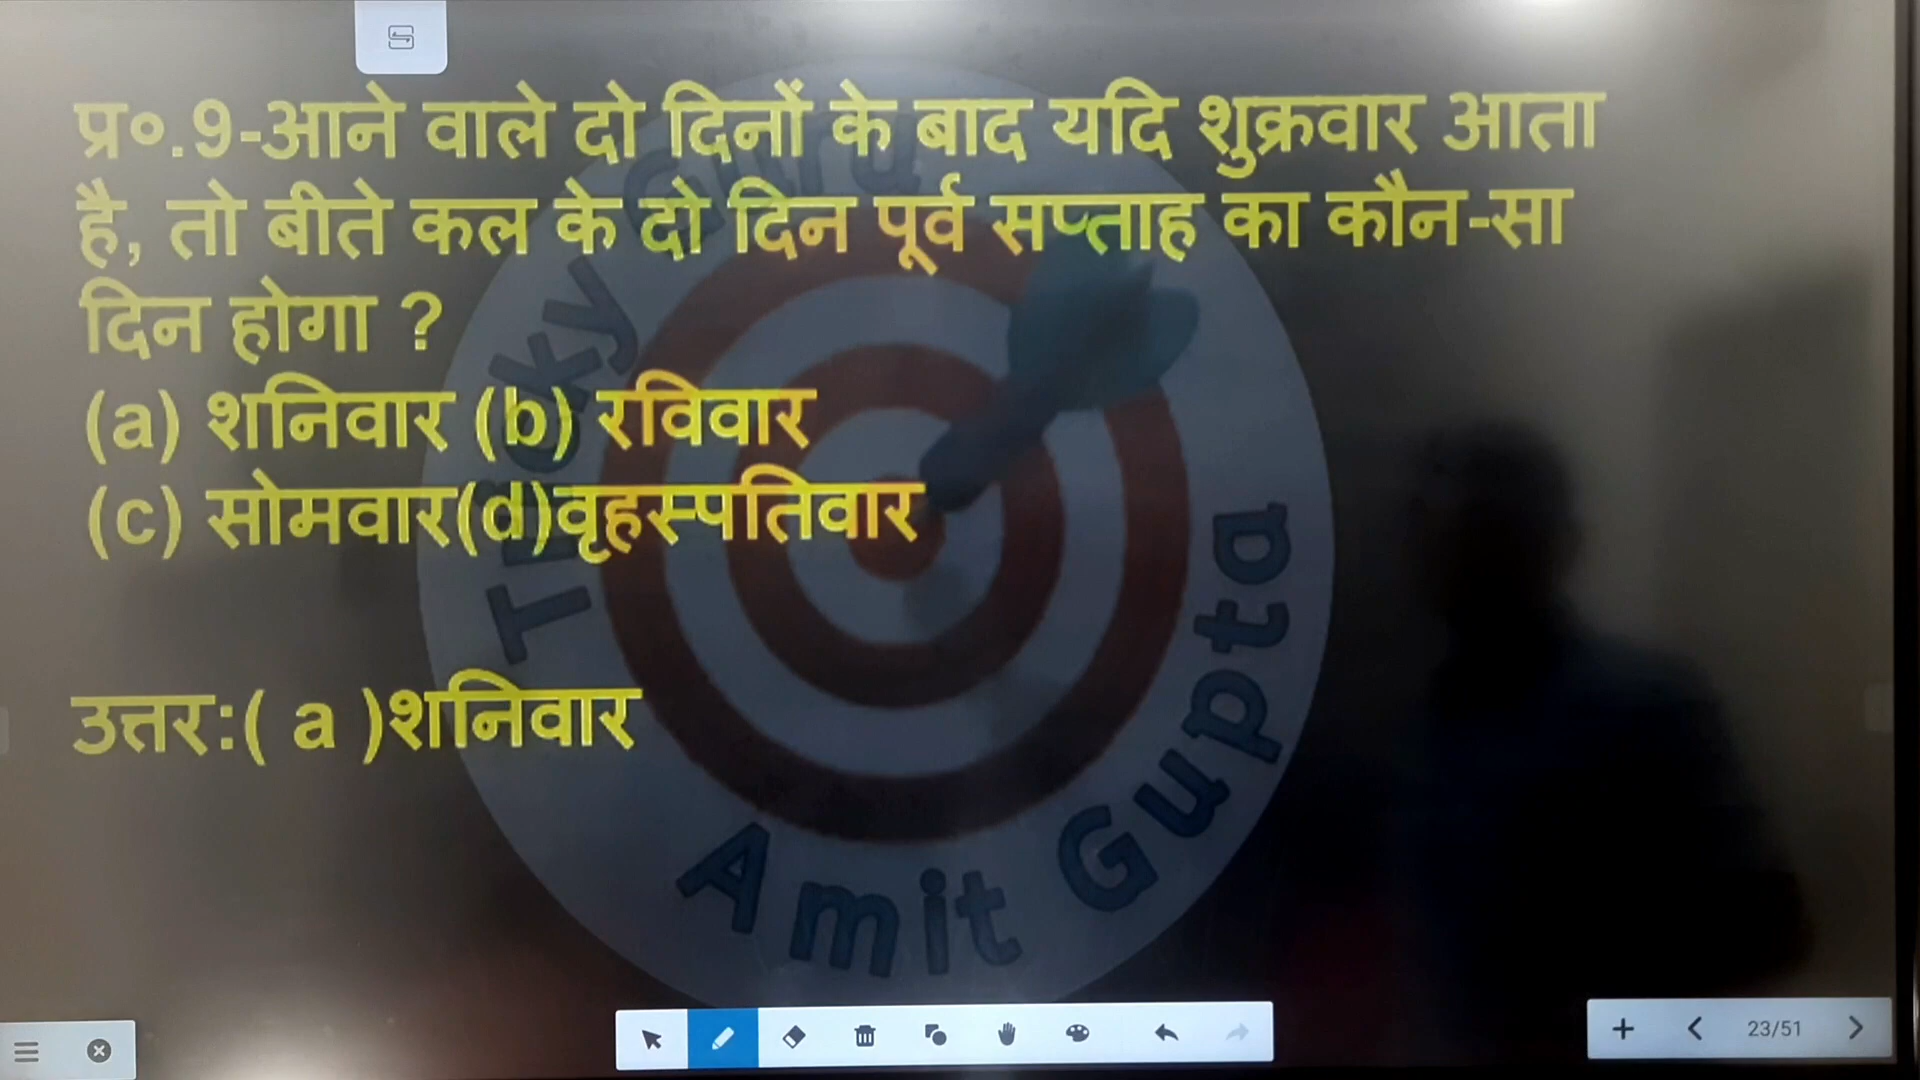 प्र०.9-आने वाले दो दिनों के बाद यदि शुक्रवार आता
है, तो बीते कल के दो दिन पूर्व सप्ताह का कौन-सा
दिन होगा ?
(a) शनिवार (b) रविवार
(c) सोमवार(d)वृहस्पतिवार
उत्तर:( a )शनिवार
Guru
Amit Gupta
23/51